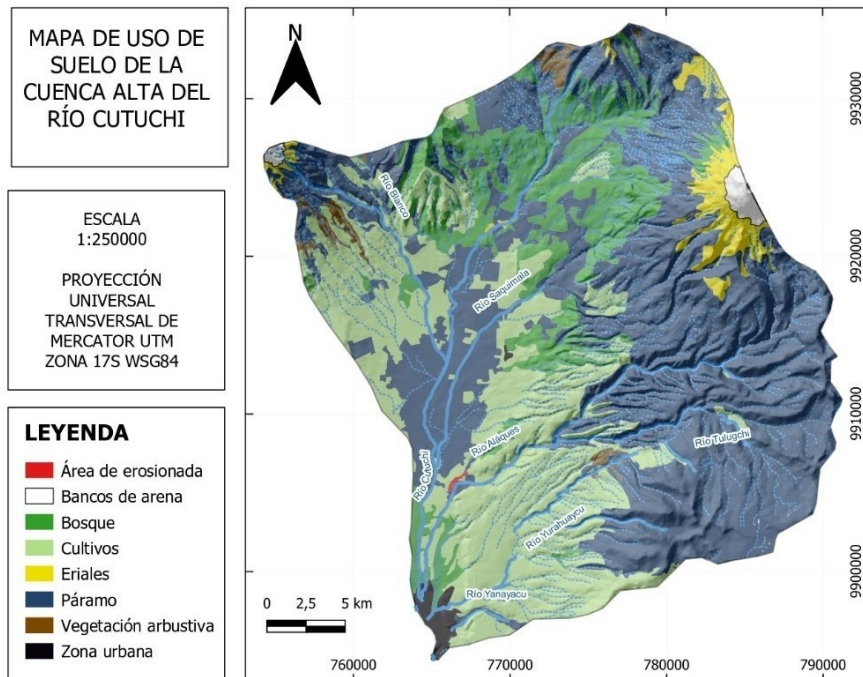 MAPA DE USO DE
SUELO DE LA
CUENCA ALTA DEL
RÍO CUTUCHI
ESCALA
1:250000
PROYECCIÓN
UNIVERSAL
TRANSVERSAL DE
MERCATOR UTM
ZONA 17S WSG84
LEYENDA
Área de erosionada
Bancos de arena
Bosque
Cultivos
Eriales
Páramo
Vegetación arbustiva
Zona urbana
N
Río Blanco
Río Saquimala
Río Alàques
Río Tulugchi
Río Cutuchi
Río Yurahuaycu
Río Yanayacu
0 2,5 5 km
760000 770000 780000 790000
9930000
9920000
9910000
9900000